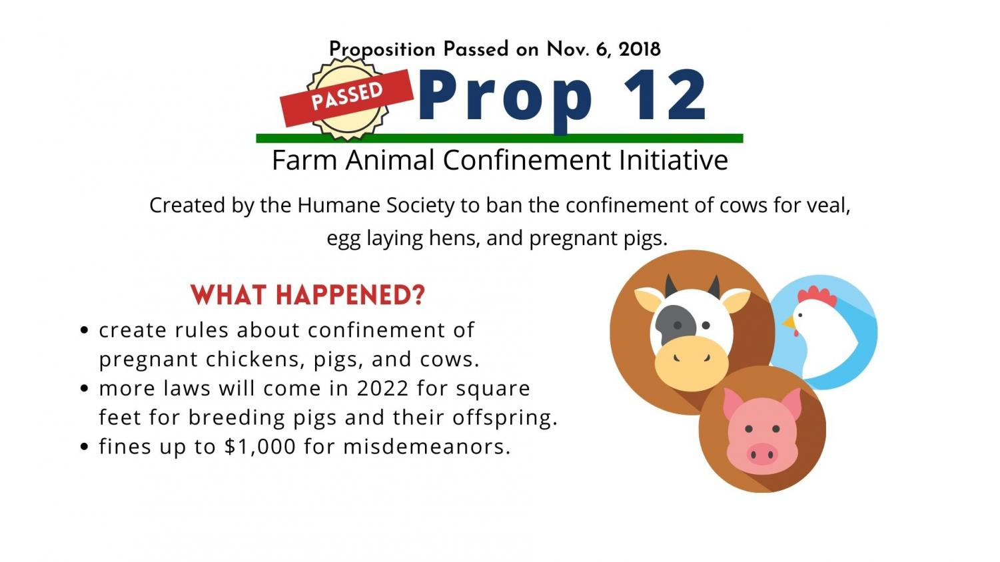 Proposition Passed on Nov. 6, 2018
PASSED
Prop 12
Farm Animal Confinement Initiative
Created by the Humane Society to ban the confinement of cows for veal,
egg laying hens, and pregnant pigs.
WHAT HAPPENED?
• create rules about confinement of
pregnant chickens, pigs, and cows.
• more laws will come in 2022 for square
feet for breeding pigs and their offspring.
• fines up to $1,000 for misdemeanors.